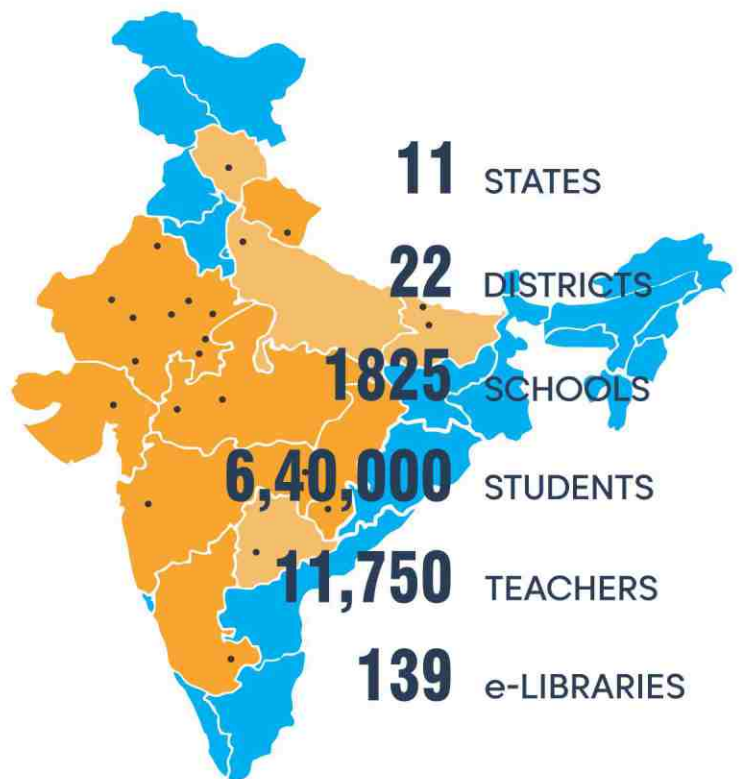 11 STATES
22 DISTRICTS
1825 SCHOOLS
6,40,000 STUDENTS
11,750 TEACHERS
139 e-LIBRARIES